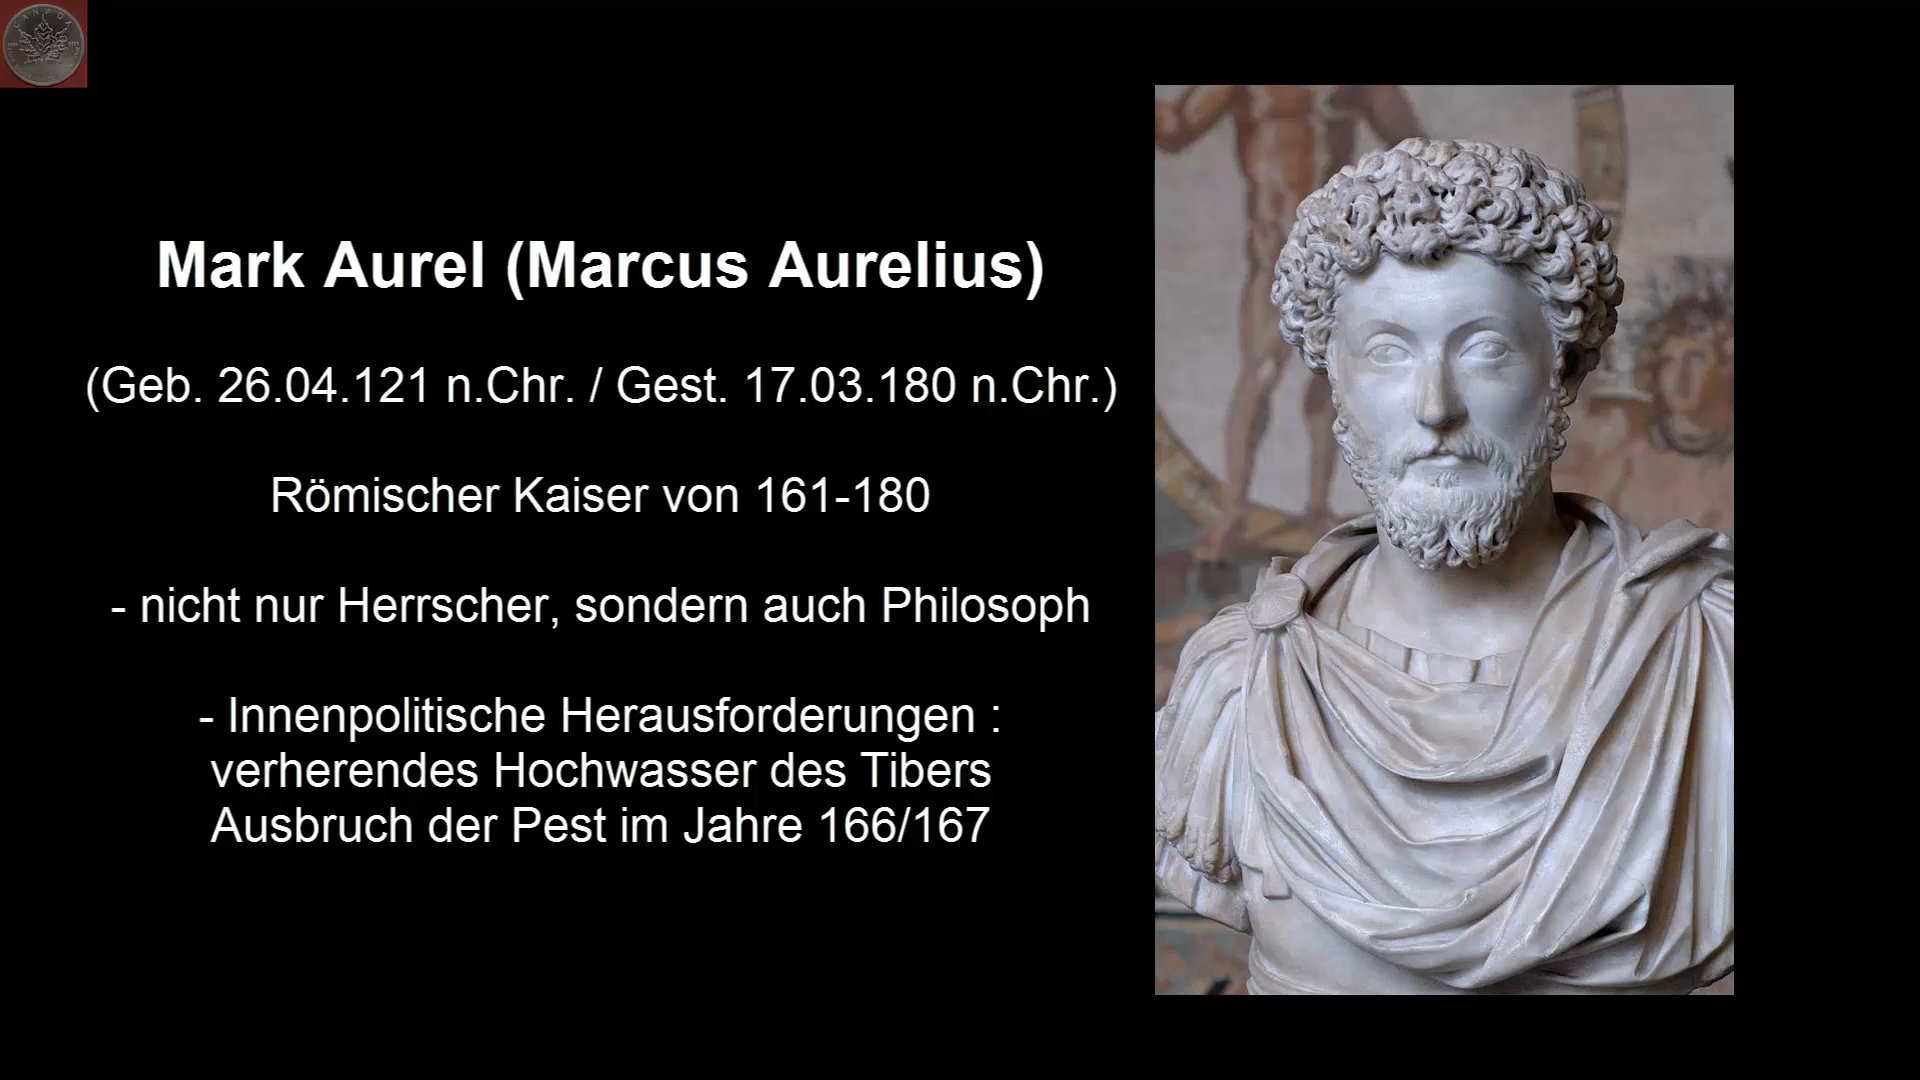 CANADA
Mark Aurel (Marcus Aurelius)
(Geb. 26.04.121 n.Chr. / Gest. 17.03.180 n.Chr.)
Römischer Kaiser von 161-180
- nicht nur Herrscher, sondern auch Philosoph
- Innenpolitische Herausforderungen :
verherendes Hochwasser des Tibers
Ausbruch der Pest im Jahre 166/167